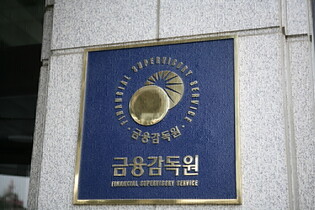 · FINANCIAL SUPERVISORY SERVICE ·
금융감독원
금융감독원
FINANCIAL SUPERVISORY SERVICE